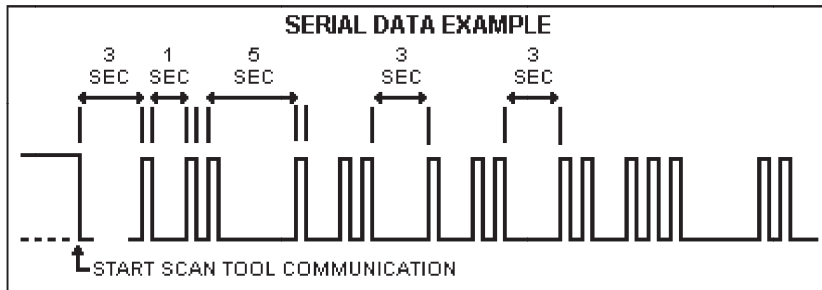 SERIAL DATA EXAMPLE
3 1 5 3 3
SEC SEC SEC SEC SEC
START SCAN TOOL COMMUNICATION